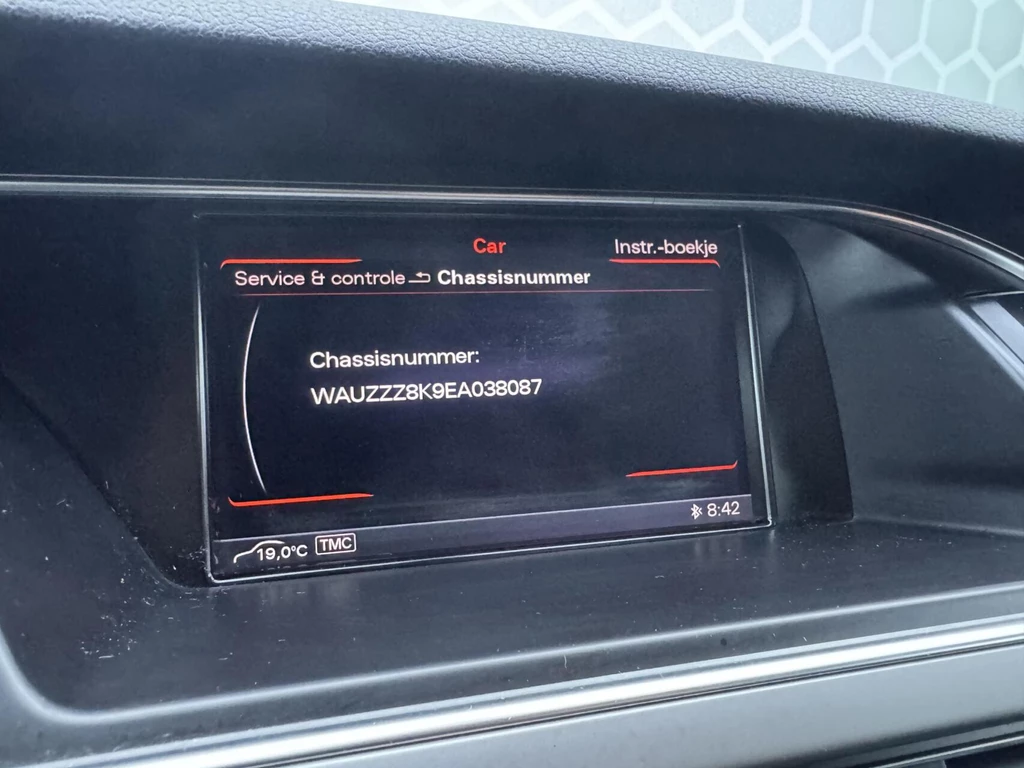 Car
Instr.-boekje
Service & controle Chassisnummer
Chassisnummer:
WAUZZZ8K9EA038087
8:42
19,0°C TMC